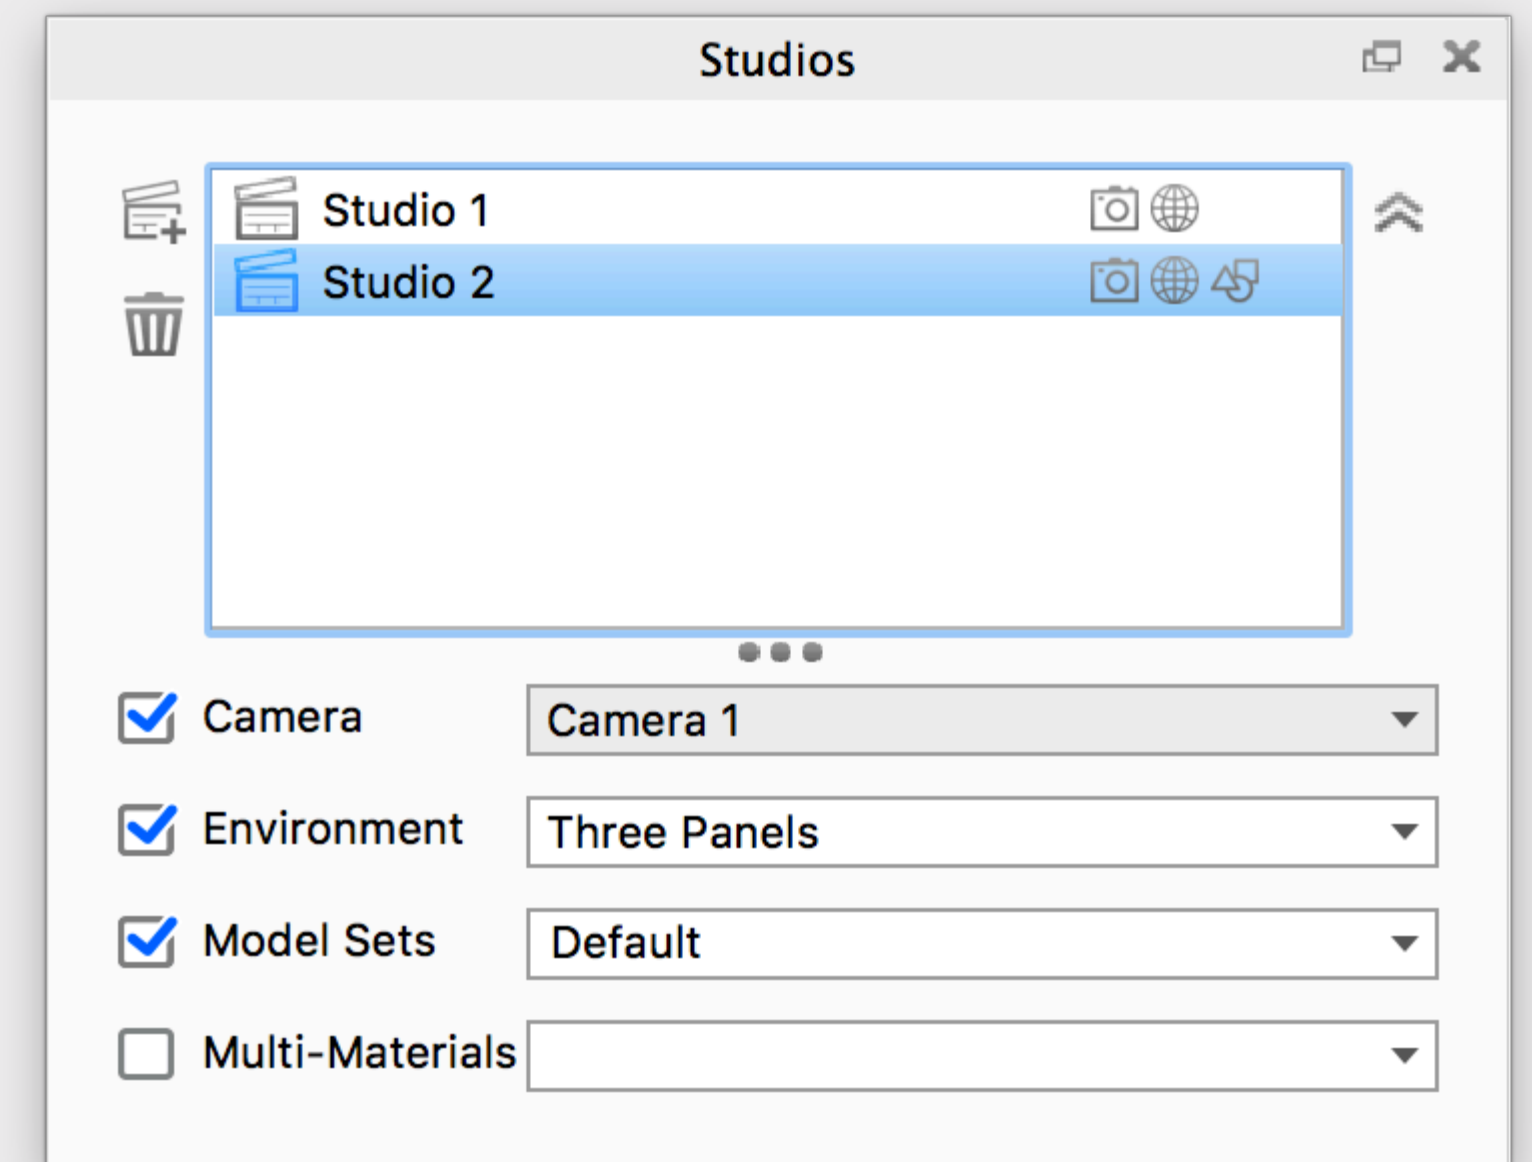 Studios
Studio 1
Studio 2
Camera
Camera 1
Environment
Three Panels
Model Sets
Default
Multi-Materials